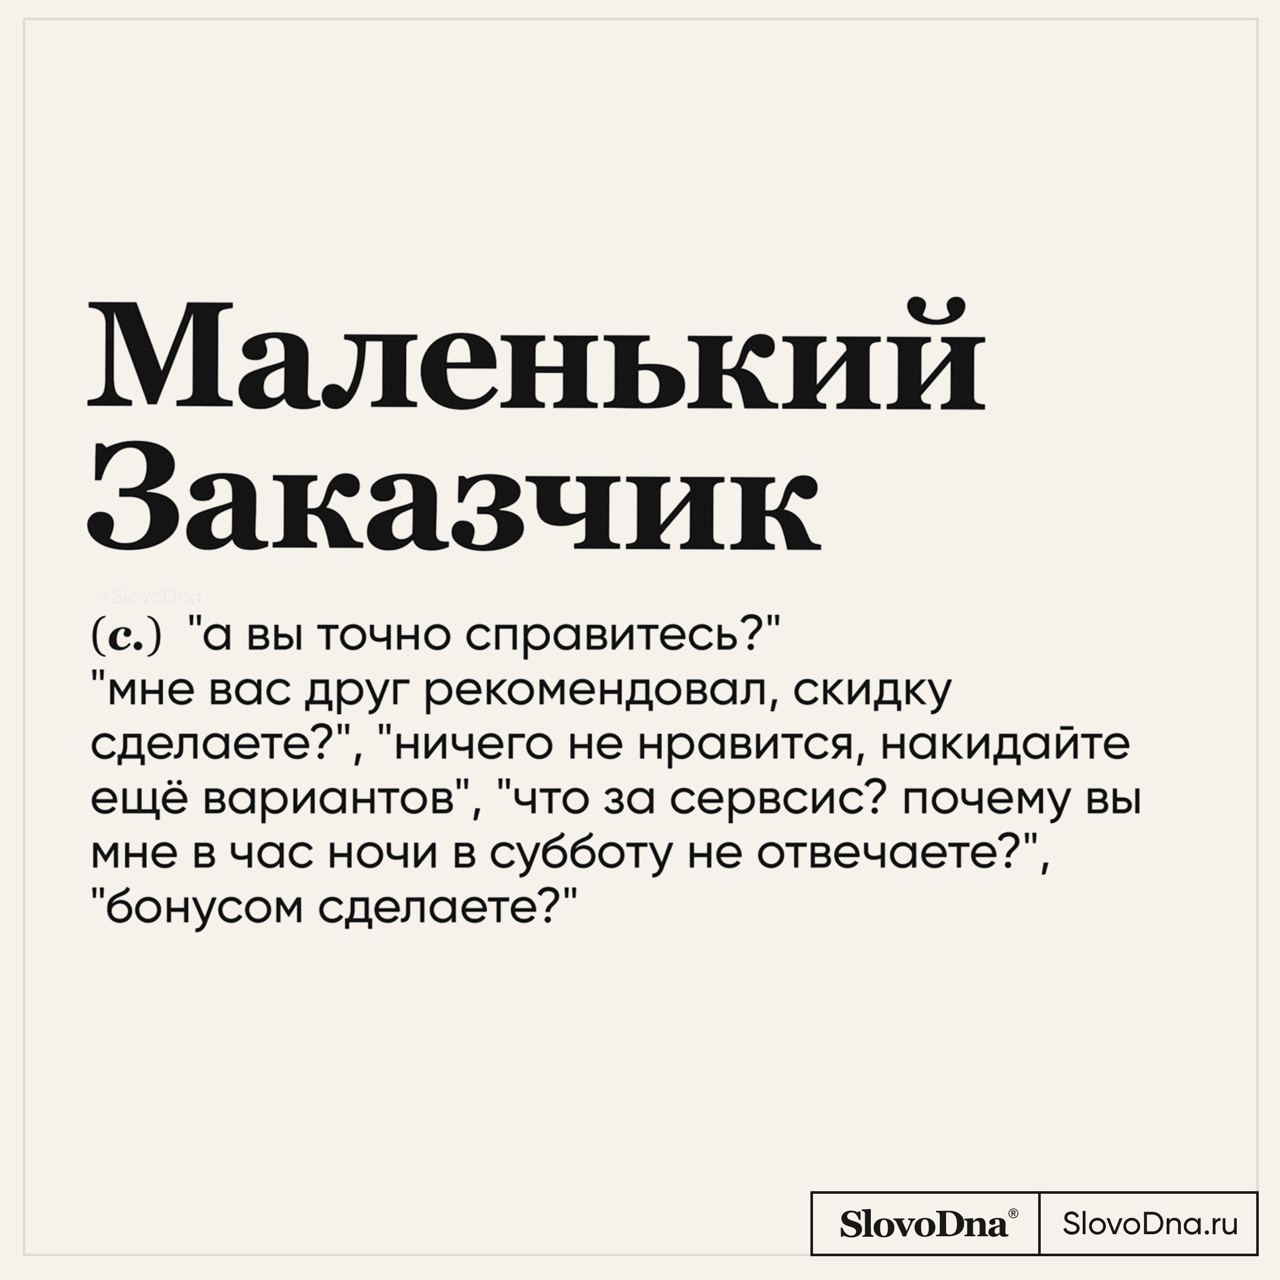 Маленький
Заказчик
© SlovoDna
(с.) "а вы точно справитесь?"
"мне вас друг рекомендовал, скидку
сделаете?", "ничего не нравится, накидайте
ещё вариантов", "что за сервсис? почему вы
мне в час ночи в субботу не отвечаете?",
"бонусом сделаете?"
SlovoDna® SlovoDna.ru